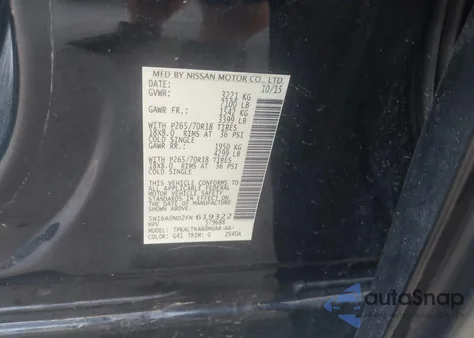 MFD BY NISSAN MOTOR CO., LTD.
DATE: 10/15
GVWR: 3221 KG
7100 LB
GAWR FR.: 1542 KG
3399 LB
WITH P265/70R18 TIRES
18X8.0 RIMS AT 36 PSI
COLD SINGLE
GAWR RR.: 1950 KG
4299 LB
WITH P265/70R18 TIRES
18X8.0 RIMS AT 36 PSI
COLD SINGLE
THIS VEHICLE CONFORMS TO
ALL APPLICABLE FEDERAL
MOTOR VEHICLE SAFETY
STANDARDS IN EFFECT ON
THE DATE OF MANUFACTURE
SHOWN ABOVE.
619322
MPV
MODEL:
COLOR: G41 TRIM: G
autoSnap